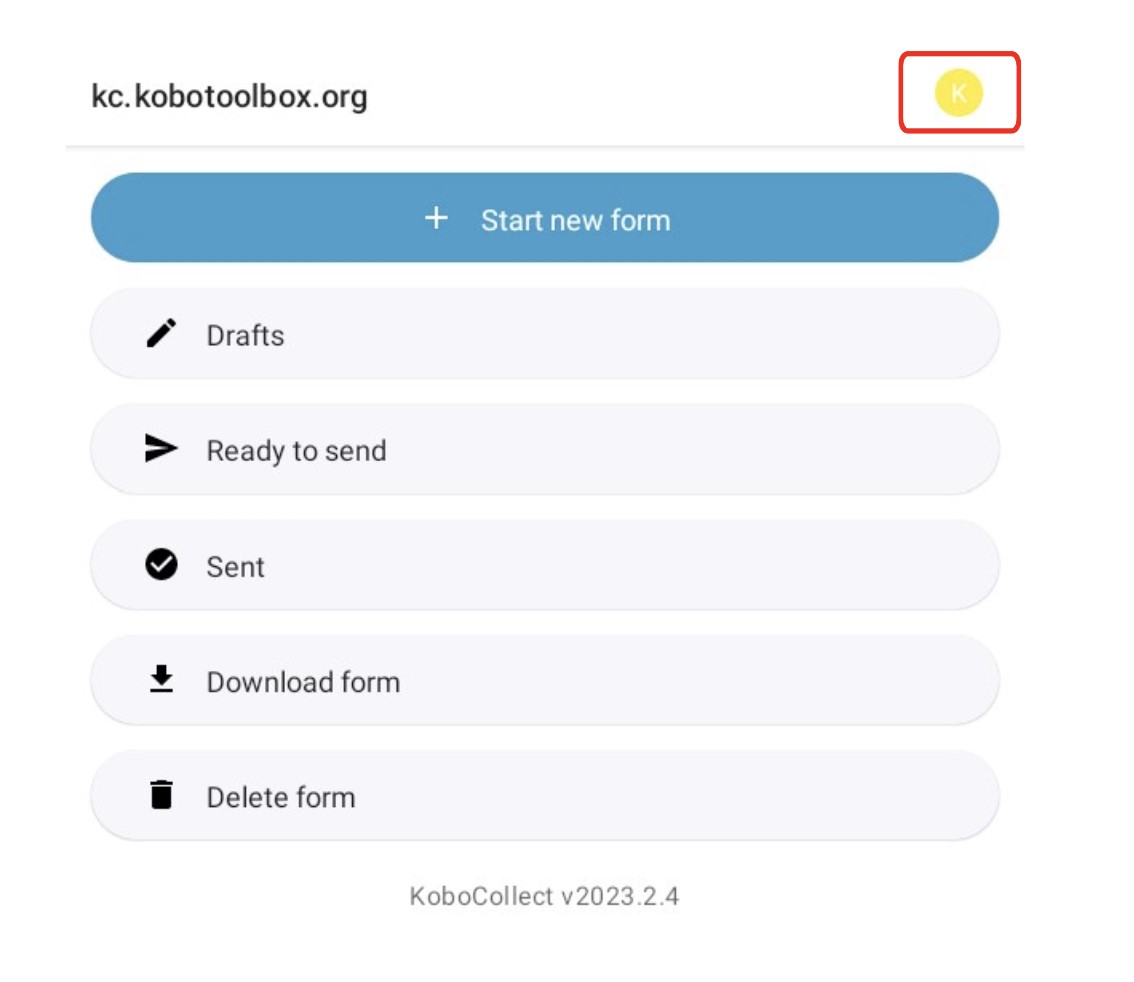 kc.kobotoolbox.org
K
+ Start new form
Drafts
Ready to send
Sent
Download form
Delete form
KoboCollect v2023.2.4